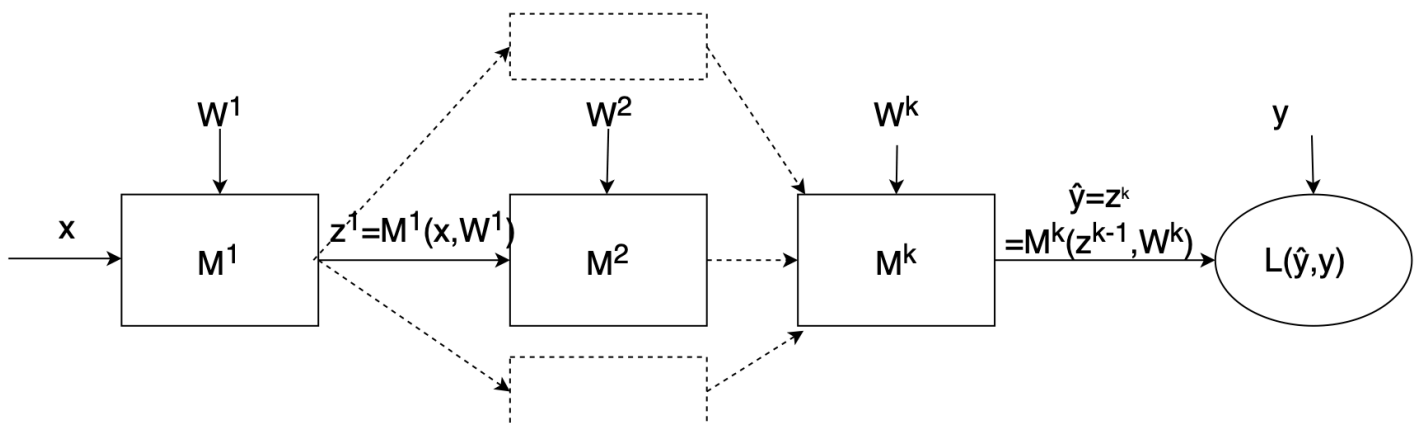 W¹
W²
Wᵏ
y
x
M¹
z¹=M¹(x,W¹)
M²
Mᵏ
ŷ=zᵏ
=Mᵏ(zᵏ⁻¹,Wᵏ)
L(ŷ,y)